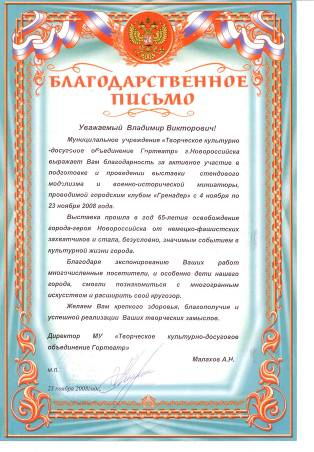 БЛАГОДАРСТВЕННОЕ
ПИСЬМО
Уважаемый Владимир Викторович!
Муниципальное учреждение «Творческое культурно
-досуговое объединение Гортеатр» г.Новороссийска
выражает Вам благодарность за активное участие в
подготовке и проведении выставки стендового
моделизма и военно-исторической миниатюры,
проводимой городским клубом «Гренадер» с 4 ноября по
23 ноября 2008 года.
Выставка прошла в год 65-летия освобождения
города-героя Новороссийска от немецко-фашистских
захватчиков и стала, безусловно, значимым событием в
культурной жизни города.
Благодаря экспонированию Ваших работ
многочисленные посетители, и особенно дети нашего
города, смогли познакомиться с многогранным
искусством и расширить свой кругозор.
Желаем Вам крепкого здоровья, благополучия и
успешной реализации Ваших творческих замыслов.
Директор МУ «Творческое культурно-досуговое
объединение Гортеатр»
Малахов А.Н.
м.п.
23 ноября 2008год